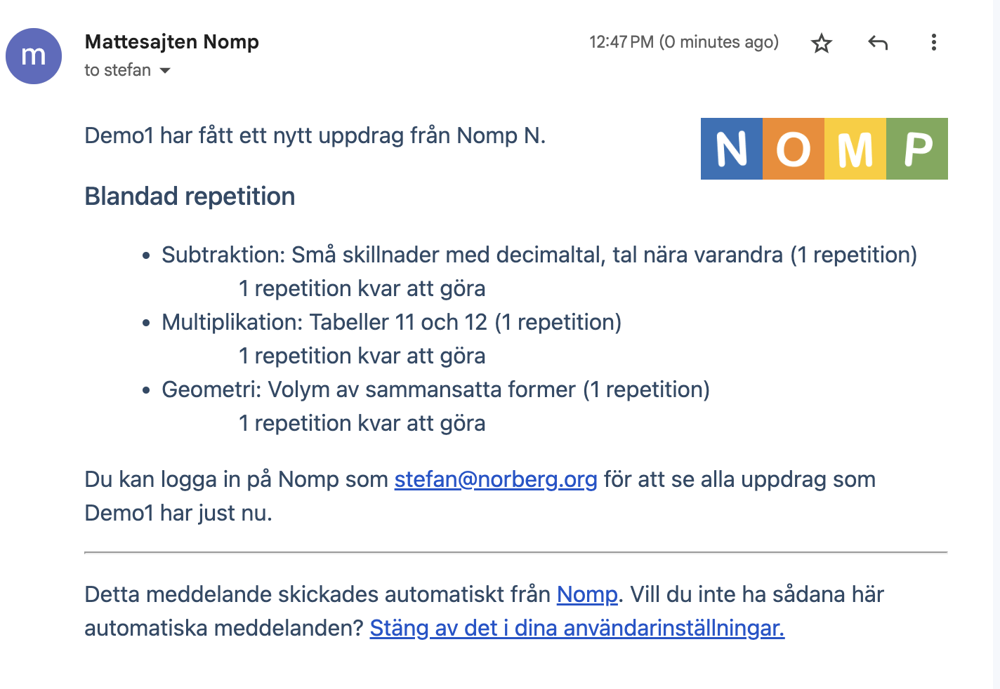 m
Mattesajten Nomp
12:47 PM (0 minutes ago)
to stefan
Demo1 har fått ett nytt uppdrag från Nomp N.
NOMP
Blandad repetition
• Subtraktion: Små skillnader med decimaltal, tal nära varandra (1 repetition)
1 repetition kvar att göra
• Multiplikation: Tabeller 11 och 12 (1 repetition)
1 repetition kvar att göra
• Geometri: Volym av sammansatta former (1 repetition)
1 repetition kvar att göra
Du kan logga in på Nomp som stefan@norberg.org för att se alla uppdrag som
Demo1 har just nu.
Detta meddelande skickades automatiskt från Nomp. Vill du inte ha sådana här
automatiska meddelanden? Stäng av det i dina användarinställningar.